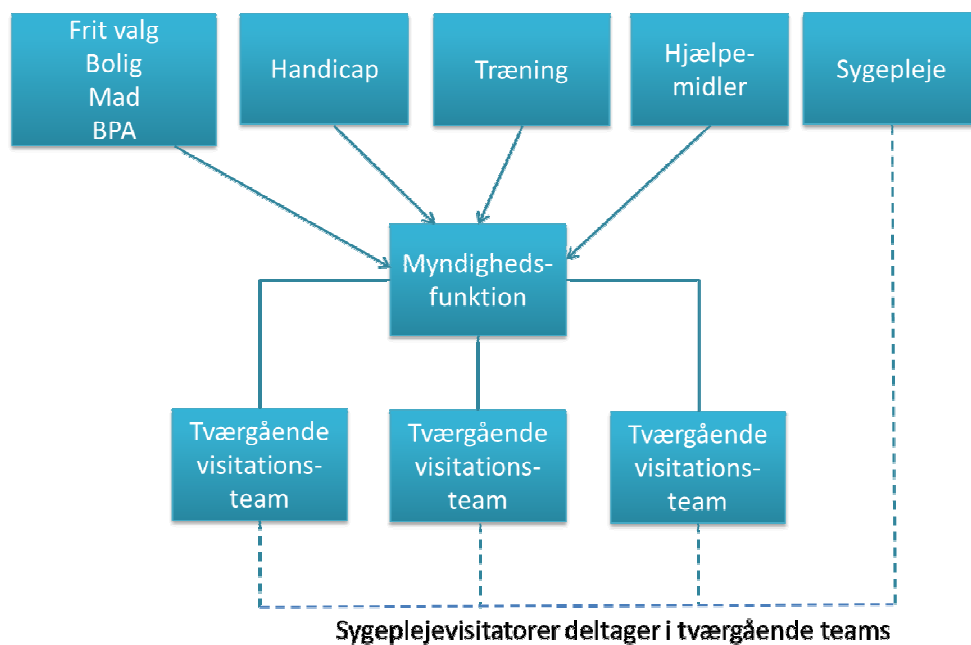 Frit valg
Bolig
Mad
BPA
Handicap
Træning
Hjælpe-
midler
Sygepleje
Myndigheds-
funktion
Tværgående
visitations-
team
Tværgående
visitations-
team
Tværgående
visitations-
team
Sygeplejevisitatorer deltager i tværgående teams